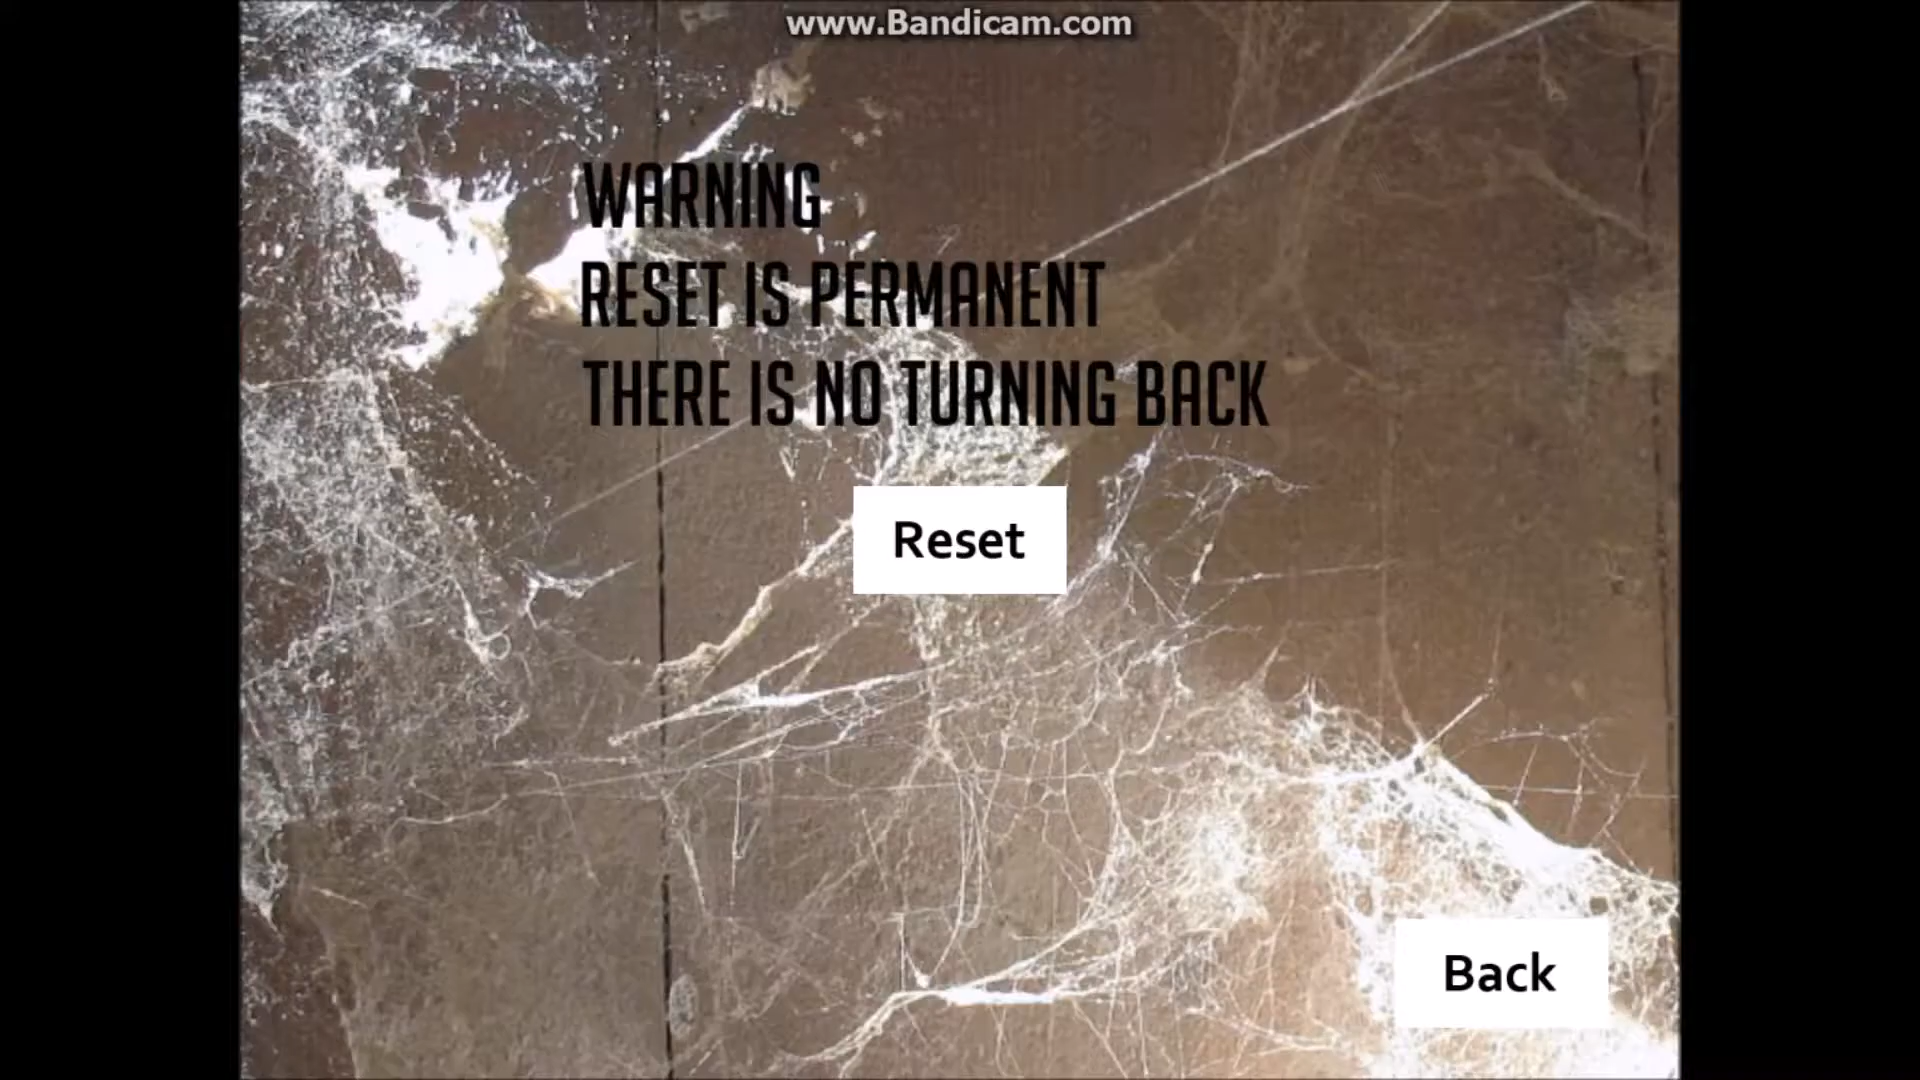 www.Bandicam.com
WARNING
RESET IS PERMANENT
THERE IS NO TURNING BACK
Reset
Back